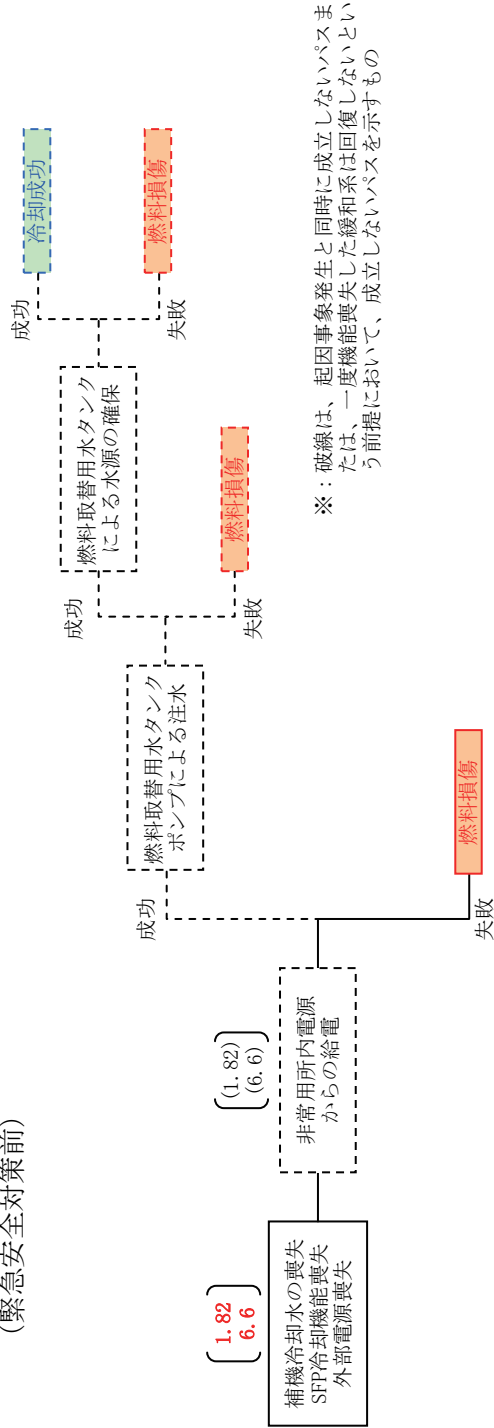 （緊急安全対策前）
1.82
6.6
補機冷却水の喪失
SFP冷却機能喪失
外部電源喪失
(1.82)
(6.6)
非常用所内電源
からの給電
成功
失敗
燃料損傷
燃料取替用水タンク
ポンプによる注水
成功
失敗
燃料損傷
燃料取替用水タンク
による水源の確保
成功
冷却成功
失敗
燃料損傷
※：破線は、起因事象発生と同時に成立しないパスま
たは、一度機能喪失した緩和系は回復しないとい
う前提において、成立しないパスを示すもの